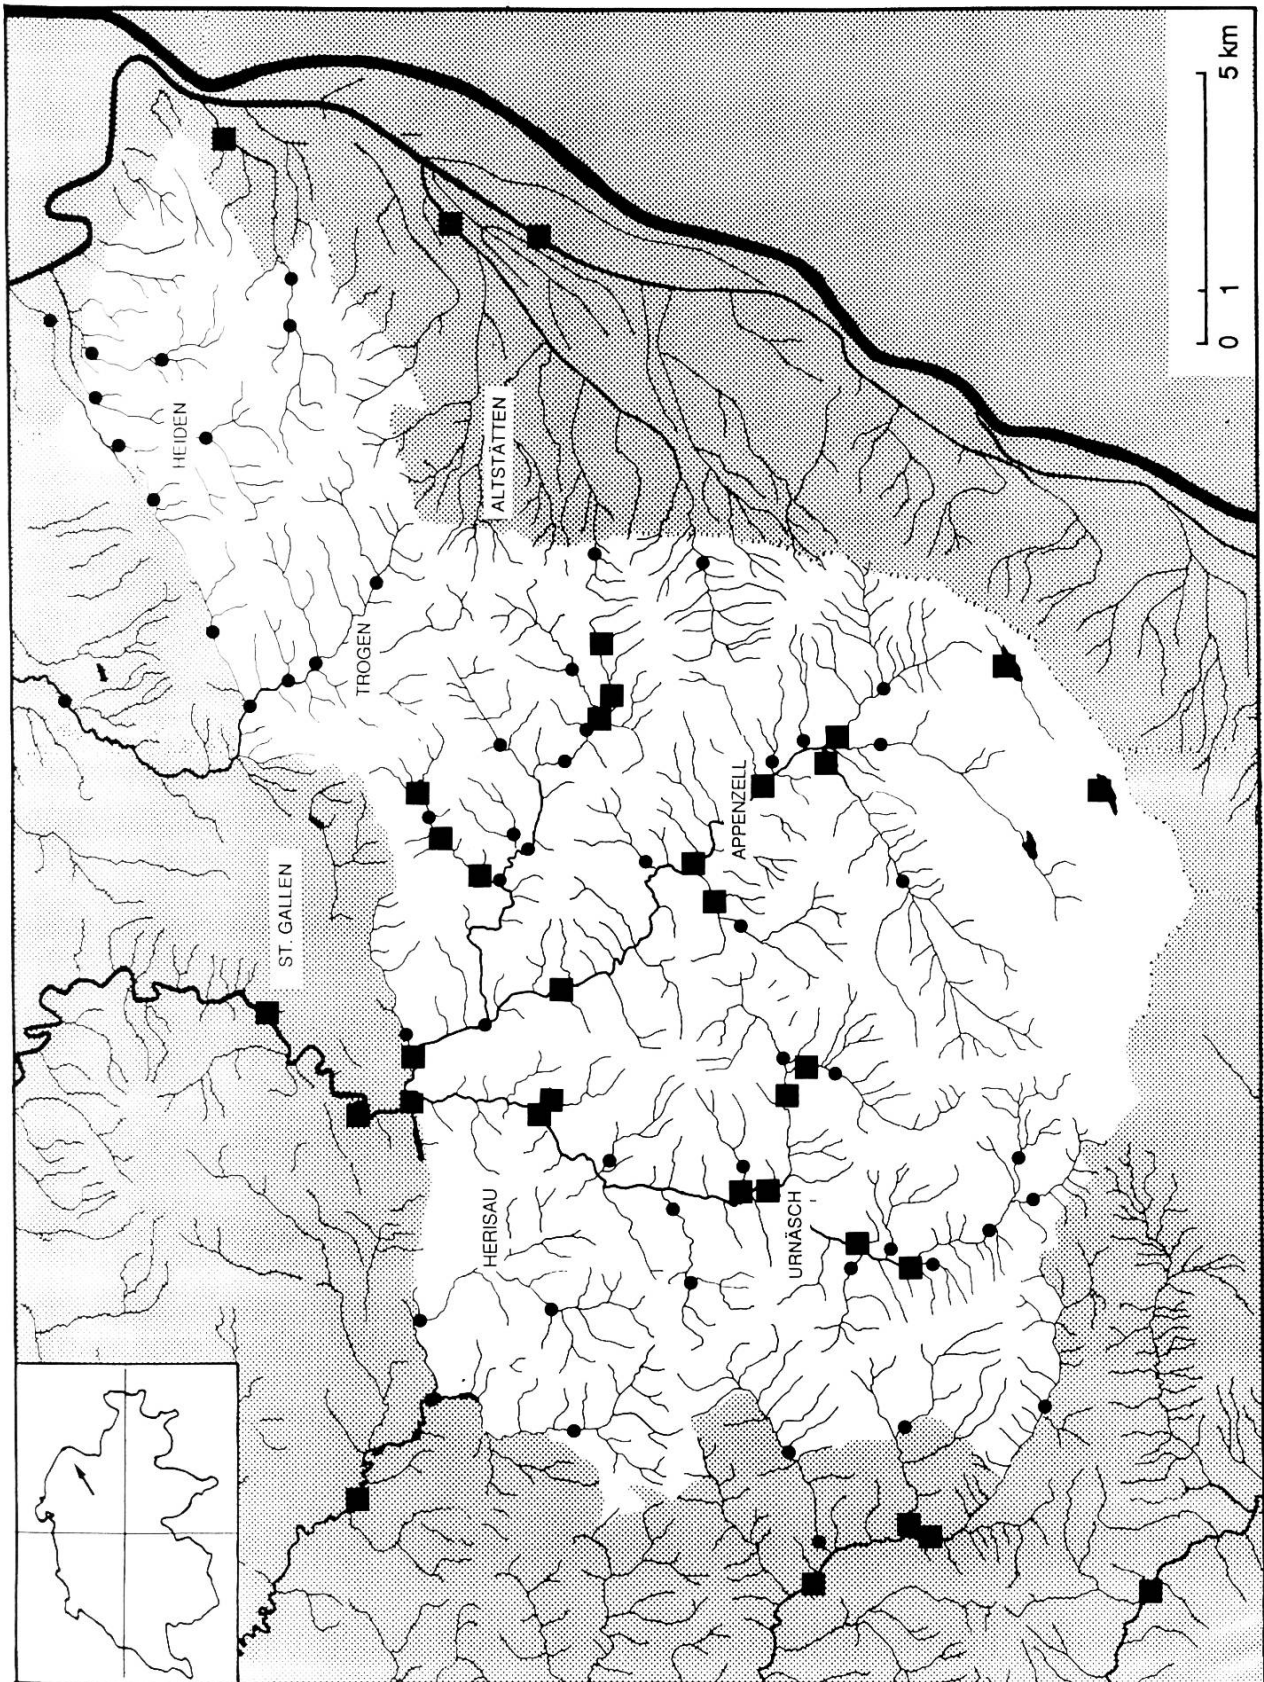 HEIDEN
ALTSTÄTTEN
TROGEN
ST. GALLEN
APPENZELL
HERISAU
URNÄSCH
0 1 5 km